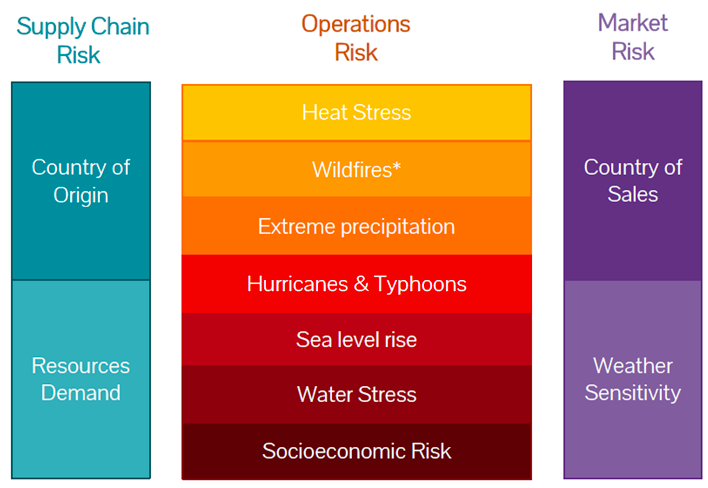 Supply Chain
Risk
Country of
Origin
Resources
Demand
Operations
Risk
Heat Stress
Wildfires*
Extreme precipitation
Hurricanes & Typhoons
Sea level rise
Water Stress
Socioeconomic Risk
Market
Risk
Country of
Sales
Weather
Sensitivity